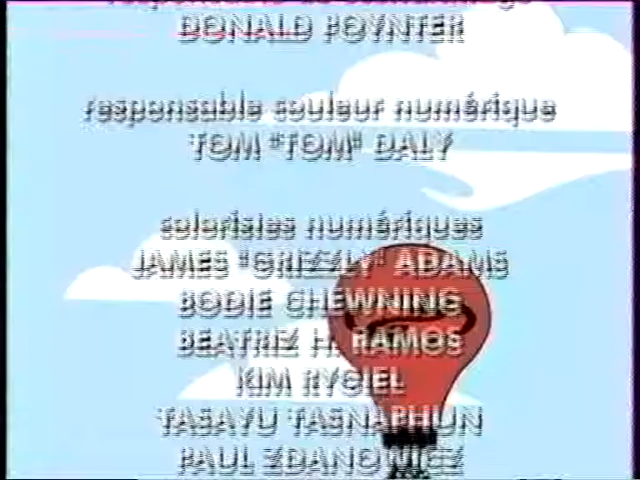 DONALD POYNTER
responsable couleur numérique
TOM "TOM" DALY
coloristes numériques
JAMES "GRIZZLY" ADAMS
BODIE CHEWNING
BEATRIZ H. RAMOS
KIM RYCIEL
TASAYU TASNAPHUN
PAUL ZDANOWICZ